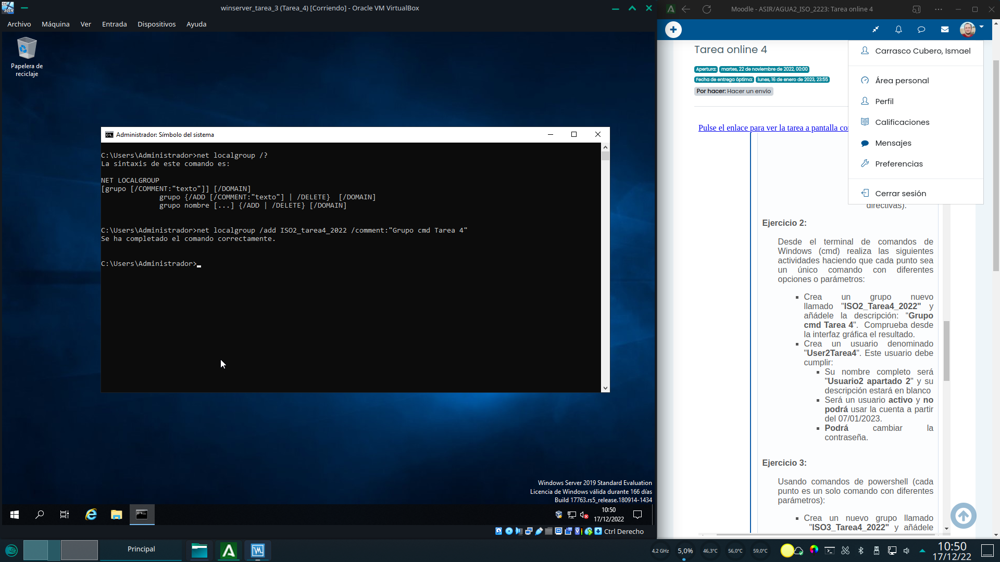 winserver_tarea_3 (Tarea_4) [Corriendo] - Oracle VM VirtualBox
Archivo Máquina Ver Entrada Dispositivos Ayuda
Papelera de
reciclaje
Administrador: Símbolo del sistema
C:\Users\Administrador>net localgroup /?
La sintaxis de este comando es:
NET LOCALGROUP
[grupo [/COMMENT:"texto"]] [/DOMAIN]
grupo {/ADD [/COMMENT:"texto"] | /DELETE}  [/DOMAIN]
grupo nombre [...] {/ADD | /DELETE} [/DOMAIN]
C:\Users\Administrador>net localgroup /add ISO2_tarea4_2022 /comment:"Grupo cmd Tarea 4"
Se ha completado el comando correctamente.
C:\Users\Administrador>
Windows Server 2019 Standard Evaluation
Licencia de Windows válida durante 166 días
Build 17763.rs5_release.180914-1434
10:50
17/12/2022
Ctrl Derecho
Moodle - ASIR/AGUA2_ISO_2223: Tarea online 4
Tarea online 4
Apertura: martes, 22 de noviembre de 2022, 00:00
Fecha de entrega óptima: lunes, 16 de enero de 2023, 23:55
Por hacer: Hacer un envío
Pulse el enlace para ver la tarea a pantalla co
Carrasco Cubero, Ismael
Área personal
Perfil
Calificaciones
Mensajes
Preferencias
Cerrar sesión
directivas).
Ejercicio 2:
Desde el terminal de comandos de
Windows (cmd) realiza las siguientes
actividades haciendo que cada punto sea
un único comando con diferentes
opciones o parámetros:
Crea un grupo nuevo
llamado "ISO2_Tarea4_2022" y
añádele la descripción: “Grupo
cmd Tarea 4". Comprueba desde
la interfaz gráfica el resultado.
Crea un usuario denominado
"User2Tarea4". Este usuario debe
cumplir:
Su nombre completo será
"Usuario2 apartado 2" y su
descripción estará en blanco
Será un usuario activo y no
podrá usar la cuenta a partir
del 07/01/2023.
Podrá cambiar la
contraseña.
Ejercicio 3:
Usando comandos de powershell (cada
punto es un solo comando con diferentes
parámetros):
Crea un nuevo grupo llamado
"ISO3_Tarea4_2022" y añádele
Principal
4,2 GHz 5,0% 46,3°C 56,0°C 59,0°C
10:50
17/12/22